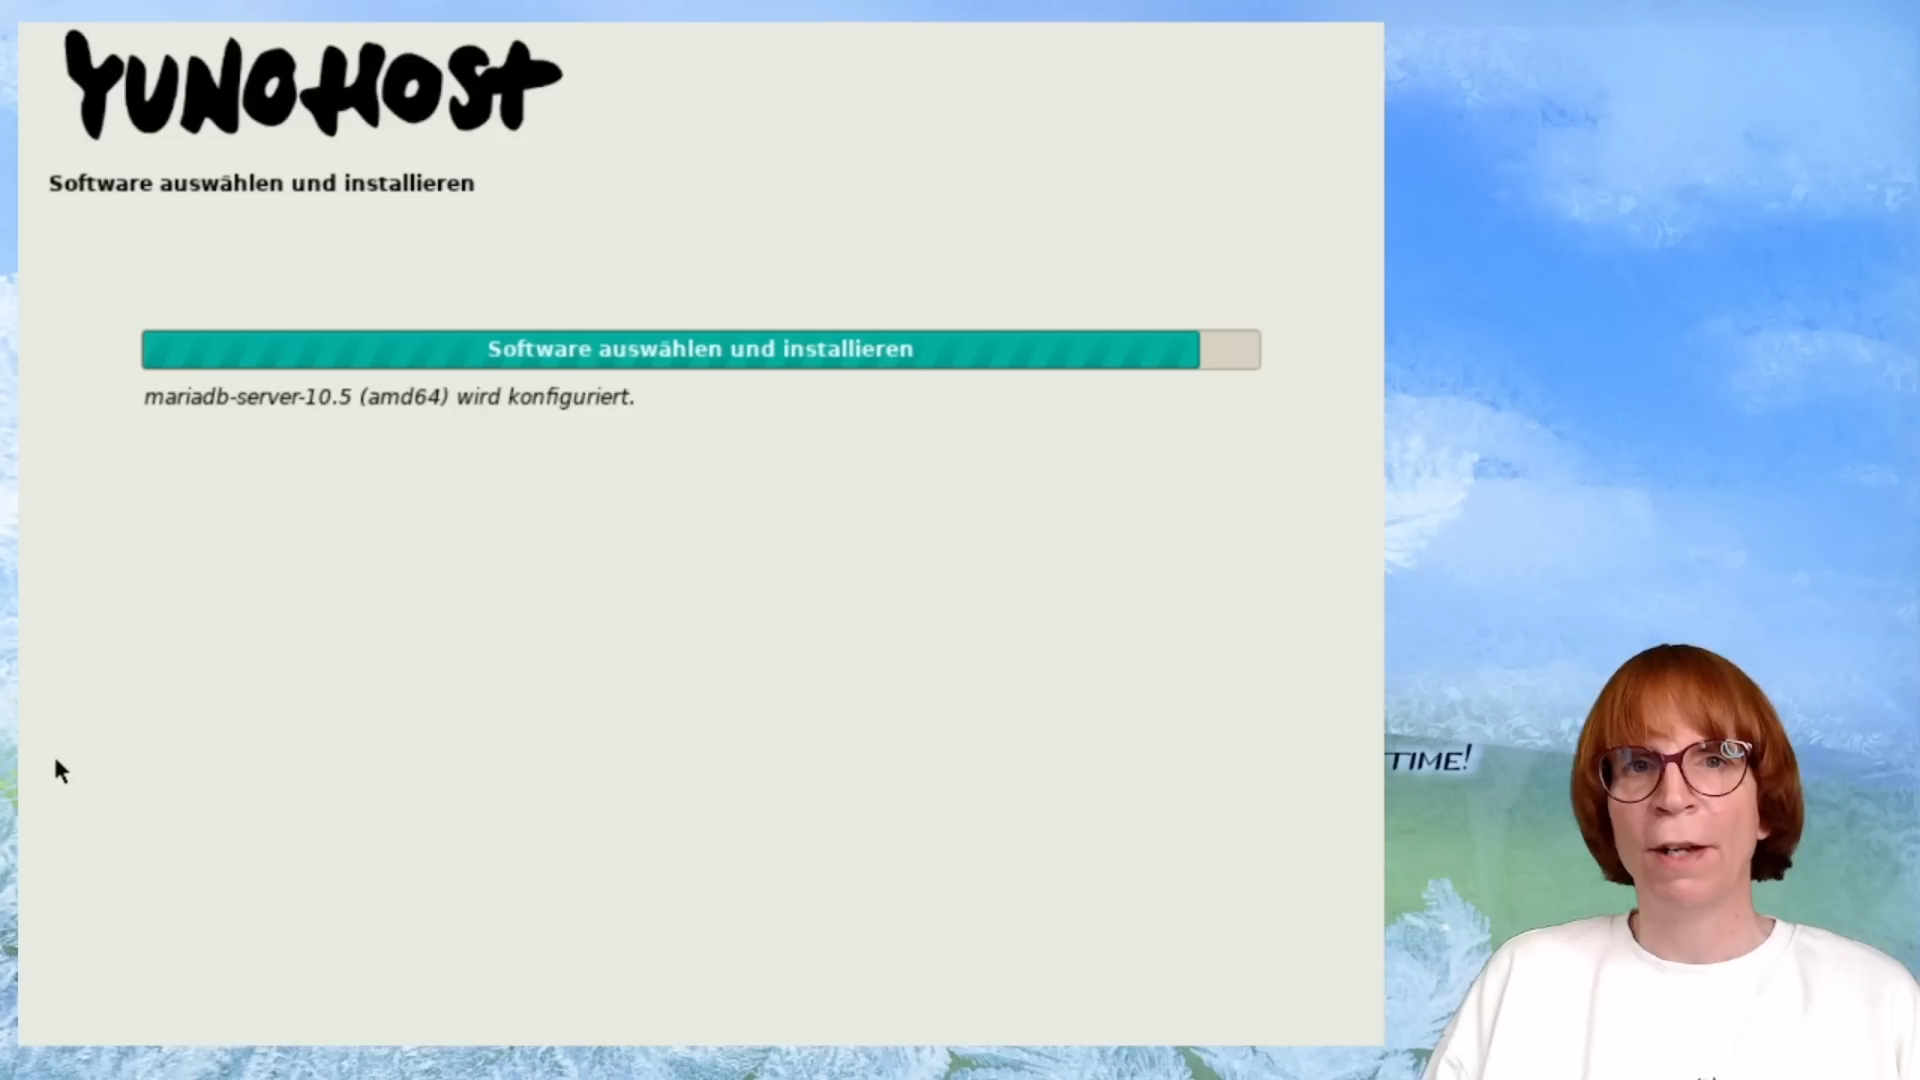 YUNOHOST
Software auswählen und installieren
Software auswählen und installieren
mariadb-server-10.5 (amd64) wird konfiguriert.
TIME!